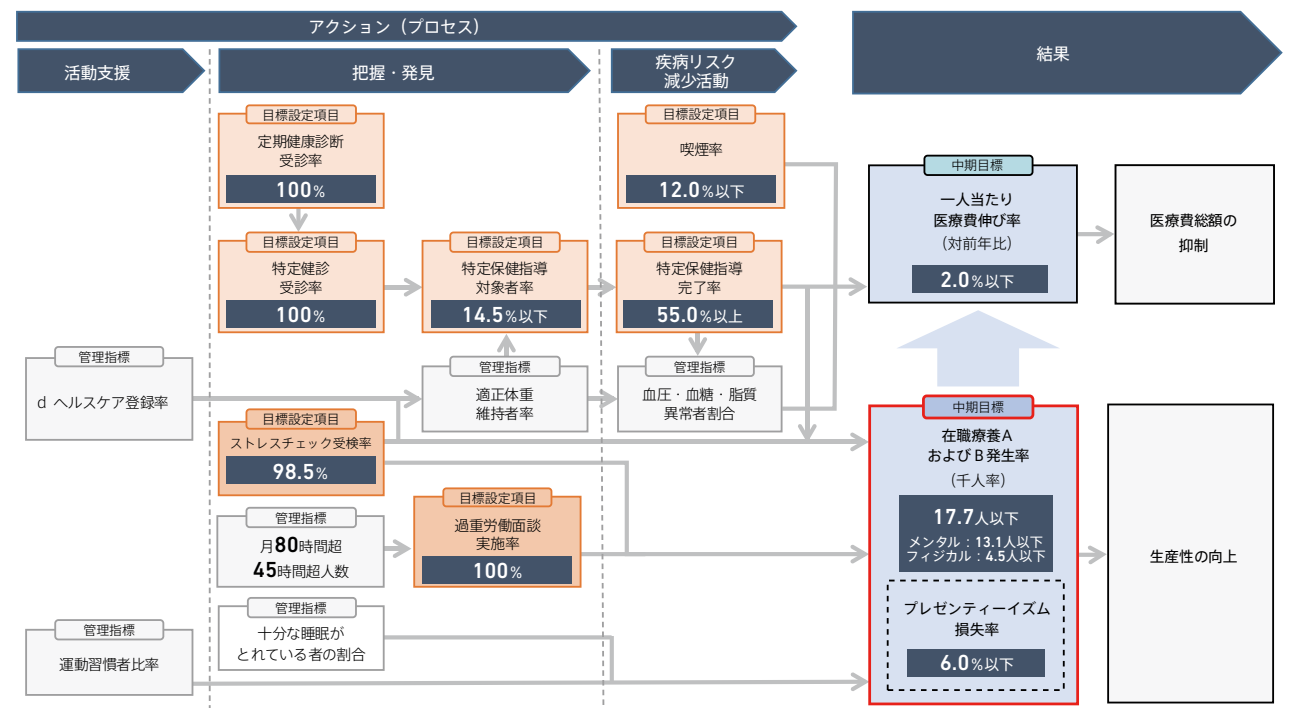 アクション（プロセス）
結果
活動支援
把握・発見
疾病リスク
減少活動
目標設定項目
定期健康診断
受診率
100%
目標設定項目
喫煙率
12.0%以下
中期目標
一人当たり
医療費伸び率
（対前年比）
2.0%以下
医療費総額の
抑制
目標設定項目
特定健診
受診率
100%
目標設定項目
特定保健指導
対象者率
14.5%以下
目標設定項目
特定保健指導
完了率
55.0%以上
管理指標
d ヘルスケア登録率
管理指標
適正体重
維持者率
管理指標
血圧・血糖・脂質
異常者割合
目標設定項目
ストレスチェック受検率
98.5%
中期目標
在職療養A
およびB発生率
（千人率）
17.7人以下
メンタル：13.1人以下
フィジカル：4.5人以下
プレゼンティーイズム
損失率
6.0%以下
生産性の向上
管理指標
月80時間超
45時間超人数
目標設定項目
過重労働面談
実施率
100%
管理指標
十分な睡眠が
とれている者の割合
管理指標
運動習慣者比率